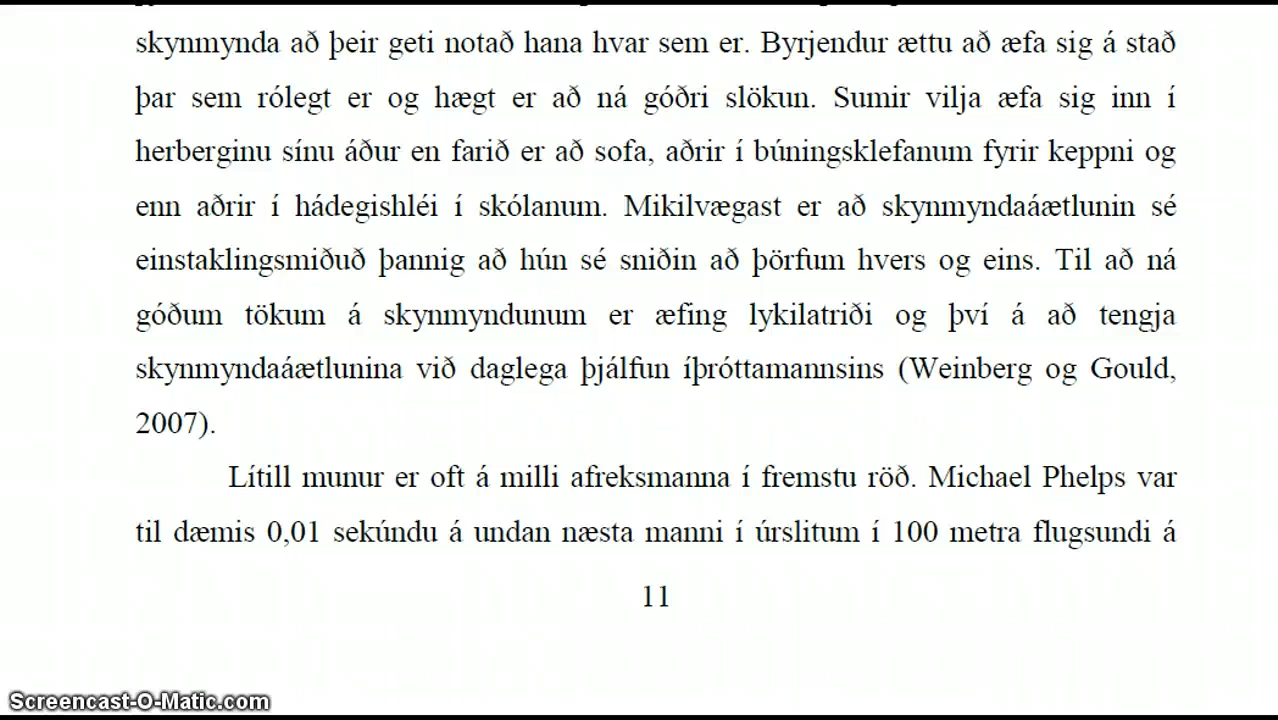 skynmynda að þeir geti notað hana hvar sem er. Byrjendur ættu að æfa sig á stað
þar sem rólegt er og hægt er að ná góðri slökun. Sumir vilja æfa sig inn í
herberginu sínu áður en farið er að sofa, aðrir í búningsklefanum fyrir keppni og
enn aðrir í hádegishléi í skólanum. Mikilvægast er að skynmyndaáætlunin sé
einstaklingsmiðuð þannig að hún sé sniðin að þörfum hvers og eins. Til að ná
góðum tökum á skynmyndunum er æfing lykilatriði og því á að tengja
skynmyndaáætlunina við daglega þjálfun íþróttamannsins (Weinberg og Gould,
2007).
Lítill munur er oft á milli afreksmanna í fremstu röð. Michael Phelps var
til dæmis 0,01 sekúndu á undan næsta manni í úrslitum í 100 metra flugsundi á
11
Screencast-O-Matic.com